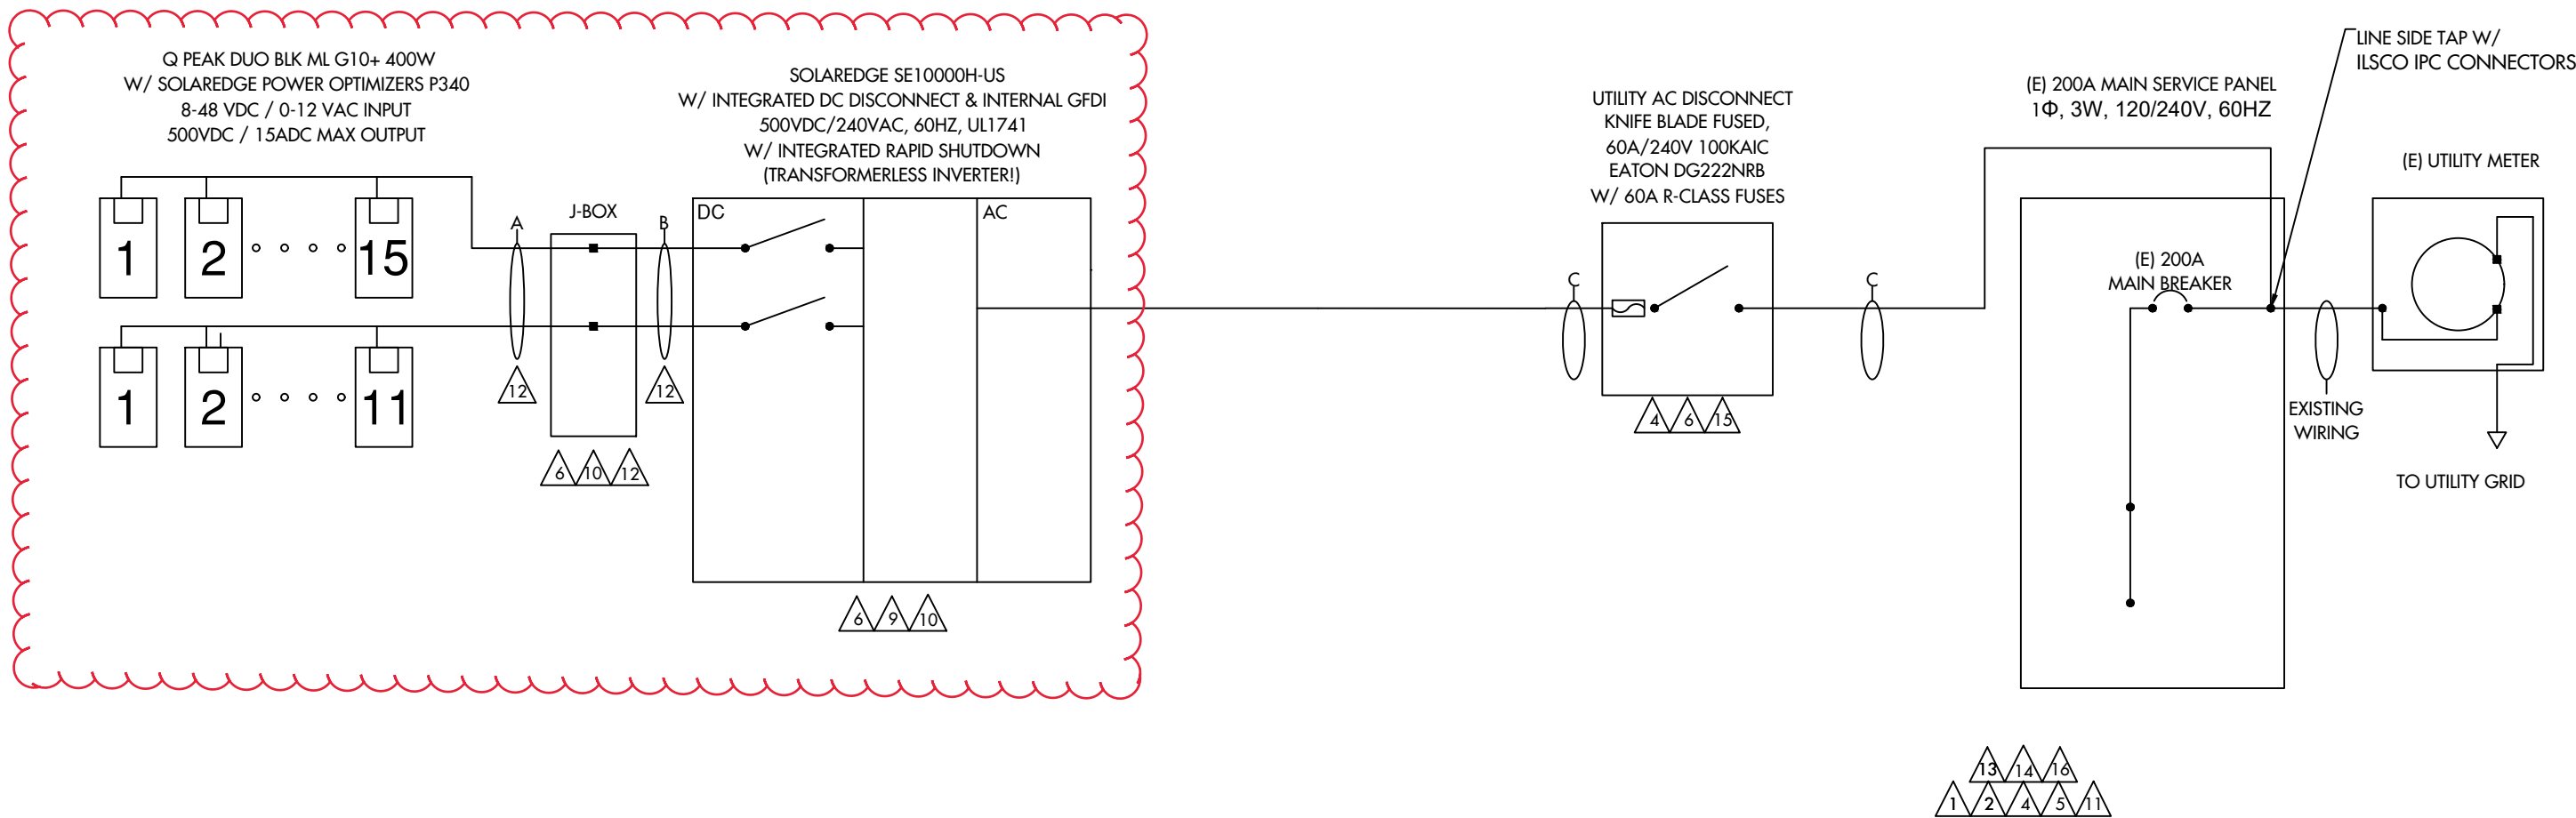 Q PEAK DUO BLK ML G10+ 400W
W/ SOLAREDGE POWER OPTIMIZERS P340
8-48 VDC / 0-12 VAC INPUT
500VDC / 15ADC MAX OUTPUT
1
2
15
1
2
11
A
12
J-BOX
6
10
12
B
12
SOLAREDGE SE10000H-US
W/ INTEGRATED DC DISCONNECT & INTERNAL GFDI
500VDC/240VAC, 60HZ, UL1741
W/ INTEGRATED RAPID SHUTDOWN
(TRANSFORMERLESS INVERTER!)
DC
AC
6
9
10
C
UTILITY AC DISCONNECT
KNIFE BLADE FUSED,
60A/240V 100KAIC
EATON DG222NRB
W/ 60A R-CLASS FUSES
4
6
15
C
(E) 200A MAIN SERVICE PANEL
1Φ, 3W, 120/240V, 60HZ
(E) 200A
MAIN BREAKER
LINE SIDE TAP W/
ILSCO IPC CONNECTORS
(E) UTILITY METER
EXISTING
WIRING
TO UTILITY GRID
13
14
16
1
2
4
5
11